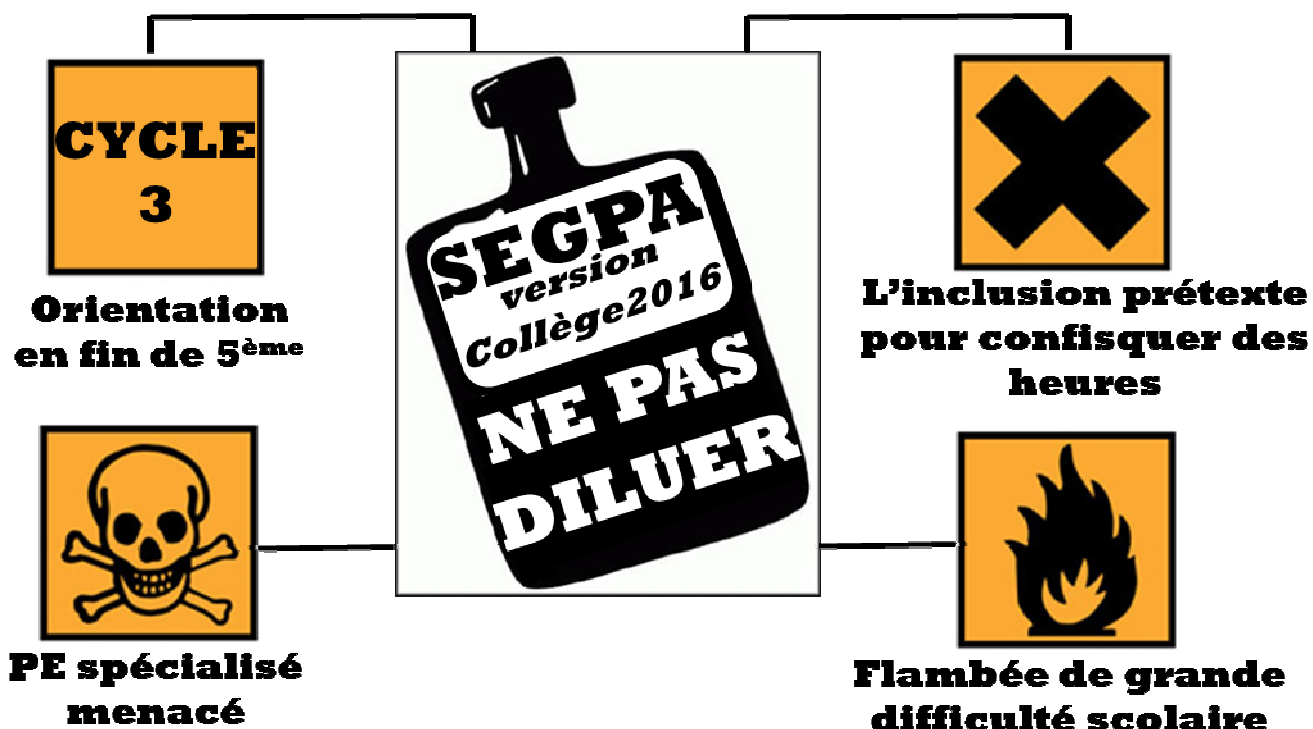 CYCLE
3
Orientation
en fin de 5ème
PE spécialisé
menacé
SEGPA
version
Collège2016
NE PAS
DILUER
L'inclusion prétexte
pour confisquer des
heures
Flambée de grande
difficulté scolaire